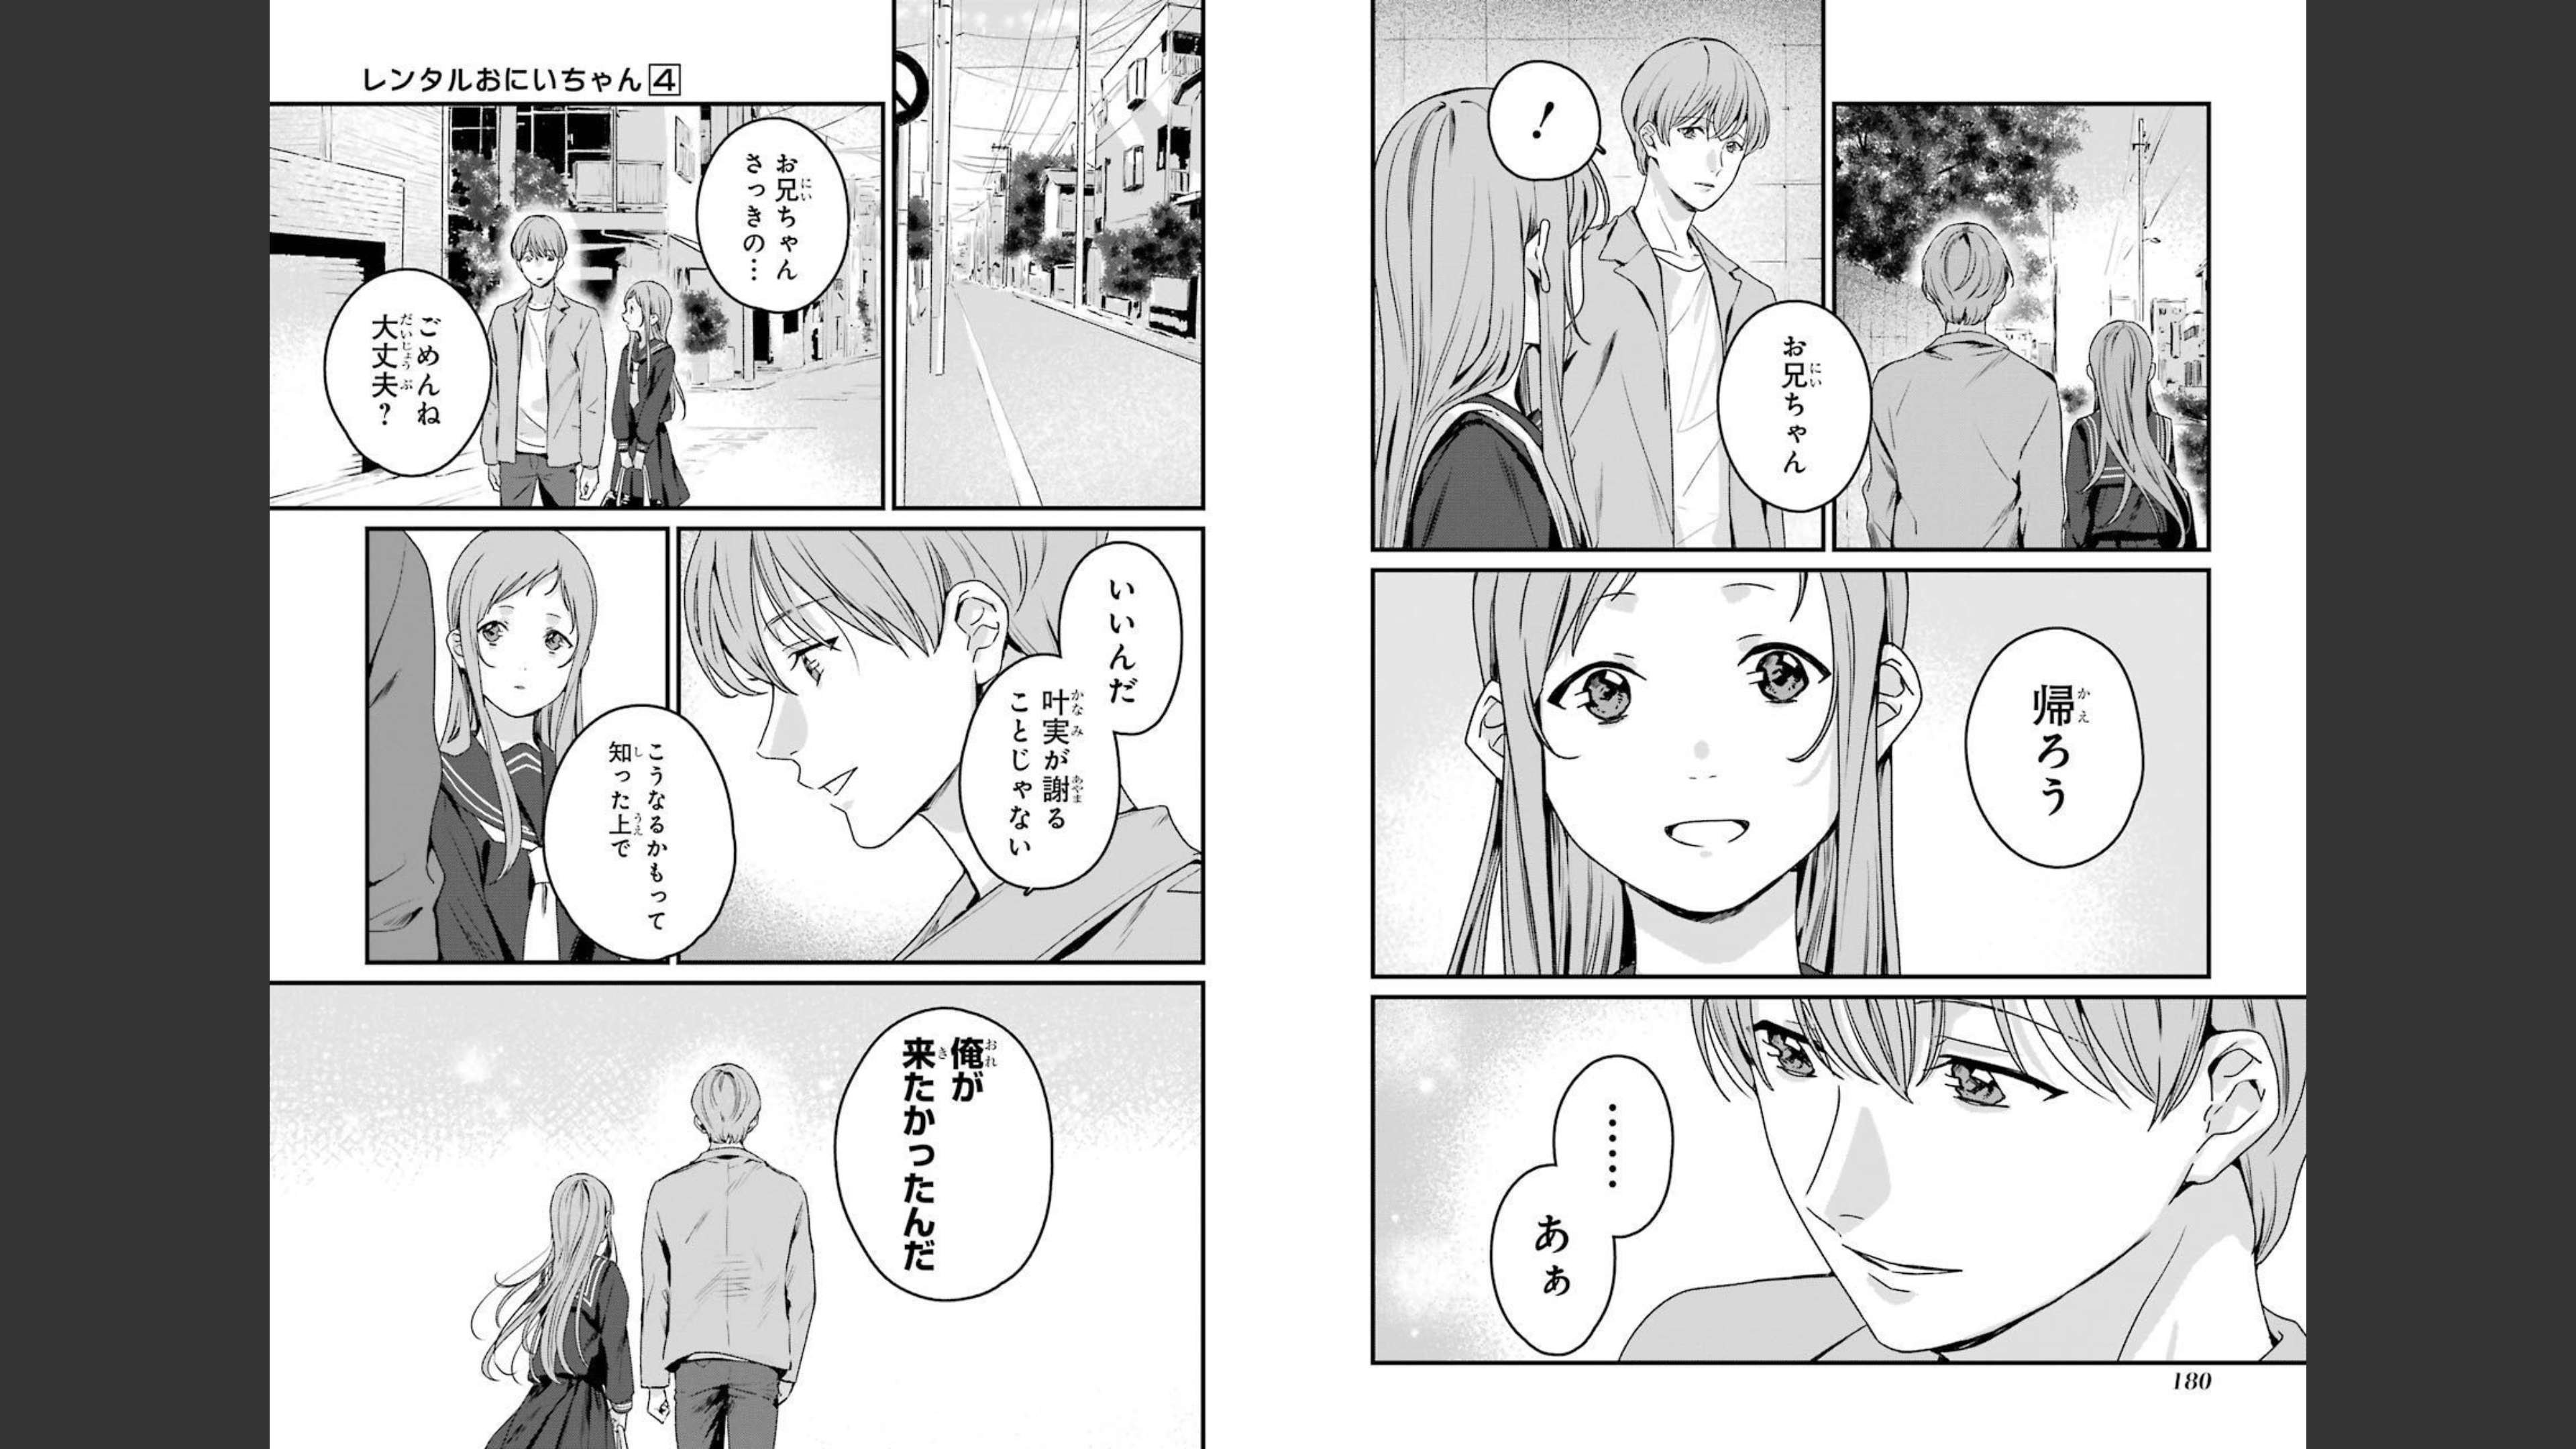 ！
お兄ちゃん
帰ろう
……
あぁ
180
レンタルおにいちゃん4
お兄ちゃん
さっきの…
ごめんね
大丈夫？
いいんだ
叶実が謝る
ことじゃない
こうなるかもって
知った上で
俺が
来たかったんだ